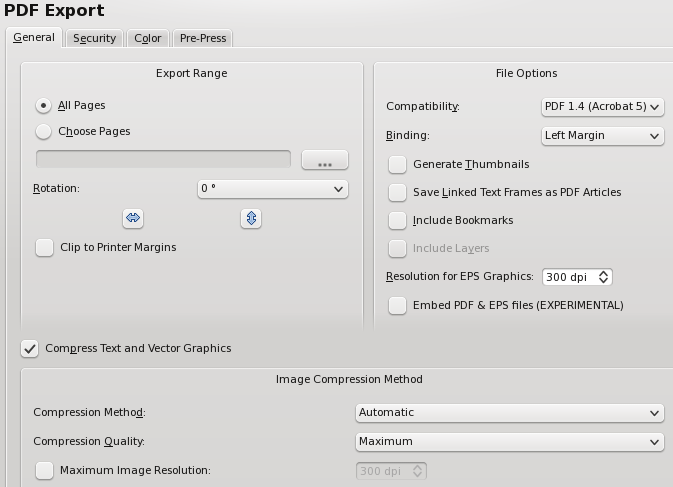 PDF Export
General Security Color Pre-Press
Export Range
All Pages
Choose Pages
...
Rotation: 0 °
Clip to Printer Margins
File Options
Compatibility: PDF 1.4 (Acrobat 5)
Binding: Left Margin
Generate Thumbnails
Save Linked Text Frames as PDF Articles
Include Bookmarks
Include Layers
Resolution for EPS Graphics: 300 dpi
Embed PDF & EPS files (EXPERIMENTAL)
Compress Text and Vector Graphics
Image Compression Method
Compression Method: Automatic
Compression Quality: Maximum
Maximum Image Resolution: 300 dpi